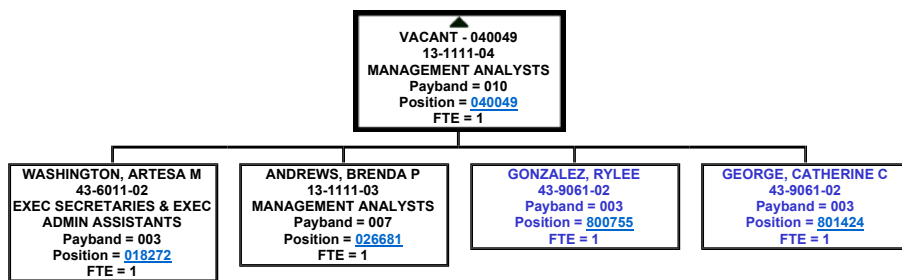 VACANT - 040049
13-1111-04
MANAGEMENT ANALYSTS
Payband = 010
Position = 040049
FTE = 1
WASHINGTON, ARTESA M
43-6011-02
EXEC SECRETARIES & EXEC
ADMIN ASSISTANTS
Payband = 003
Position = 018272
FTE = 1
ANDREWS, BRENDA P
13-1111-03
MANAGEMENT ANALYSTS
Payband = 007
Position = 026681
FTE = 1
GONZALEZ, RYLEE
43-9061-02
Payband = 003
Position = 800755
FTE = 1
GEORGE, CATHERINE C
43-9061-02
Payband = 003
Position = 801424
FTE = 1